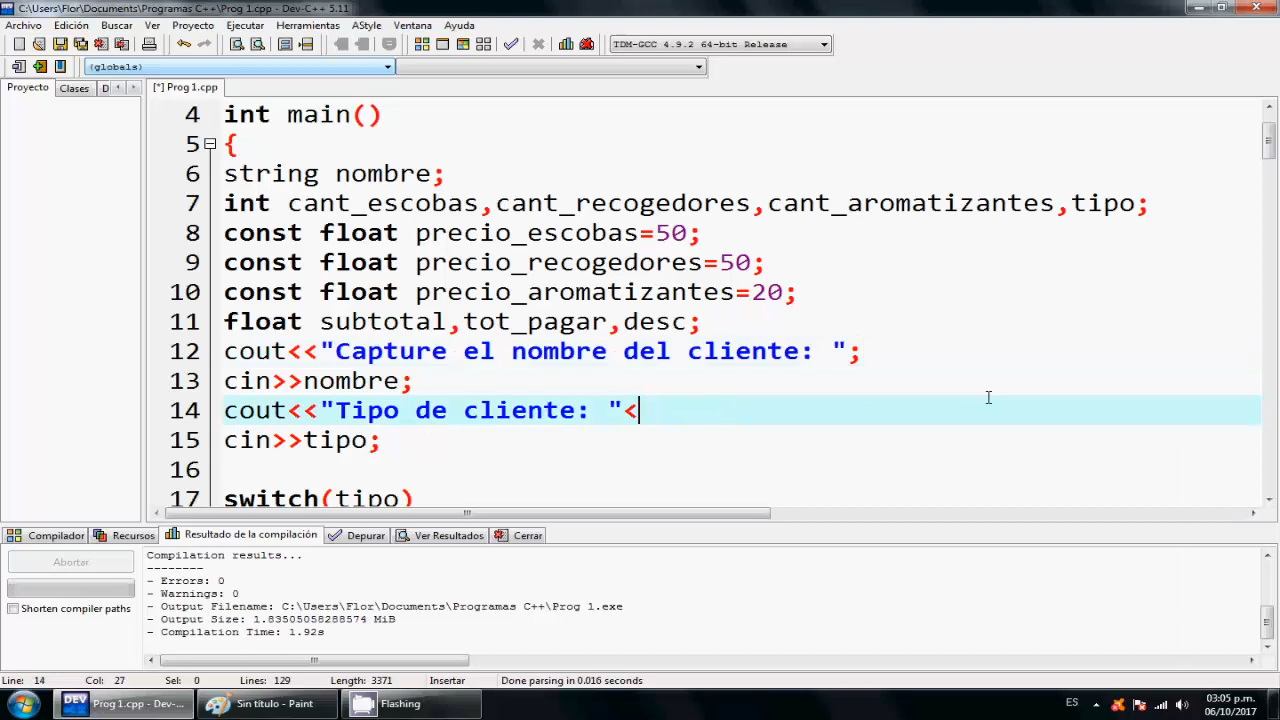 C:\Users\Flor\Documents\Programas C++\Prog 1.cpp - Dev-C++ 5.11
Archivo Edición Buscar Ver Proyecto Ejecutar Herramientas AStyle Ventana Ayuda
TDM-GCC 4.9.2 64-bit Release
(globals)
Proyecto Clases D
[*] Prog 1.cpp
4 int main()
5 {
6 string nombre;
7 int cant_escobas,cant_recogedores,cant_aromatizantes,tipo;
8 const float precio_escobas=50;
9 const float precio_recogedores=50;
10 const float precio_aromatizantes=20;
11 float subtotal,tot_pagar,desc;
12 cout<<"Capture el nombre del cliente: ";
13 cin>>nombre;
14 cout<<"Tipo de cliente: "<
15 cin>>tipo;
16
17 switch(tipo)
Compilador Recursos Resultado de la compilación Depurar Ver Resultados Cerrar
Abortar
Shorten compiler paths
Compilation results...
--------
- Errors: 0
- Warnings: 0
- Output Filename: C:\Users\Flor\Documents\Programas C++\Prog 1.exe
- Output Size: 1.83505058288574 MiB
- Compilation Time: 1.92s
Line: 14 Col: 27 Sel: 0 Lines: 129 Length: 3371 Insertar Done parsing in 0.016 seconds
DEV Prog 1.cpp - Dev-... Sin título - Paint Flashing ES 03:05 p.m.
06/10/2017